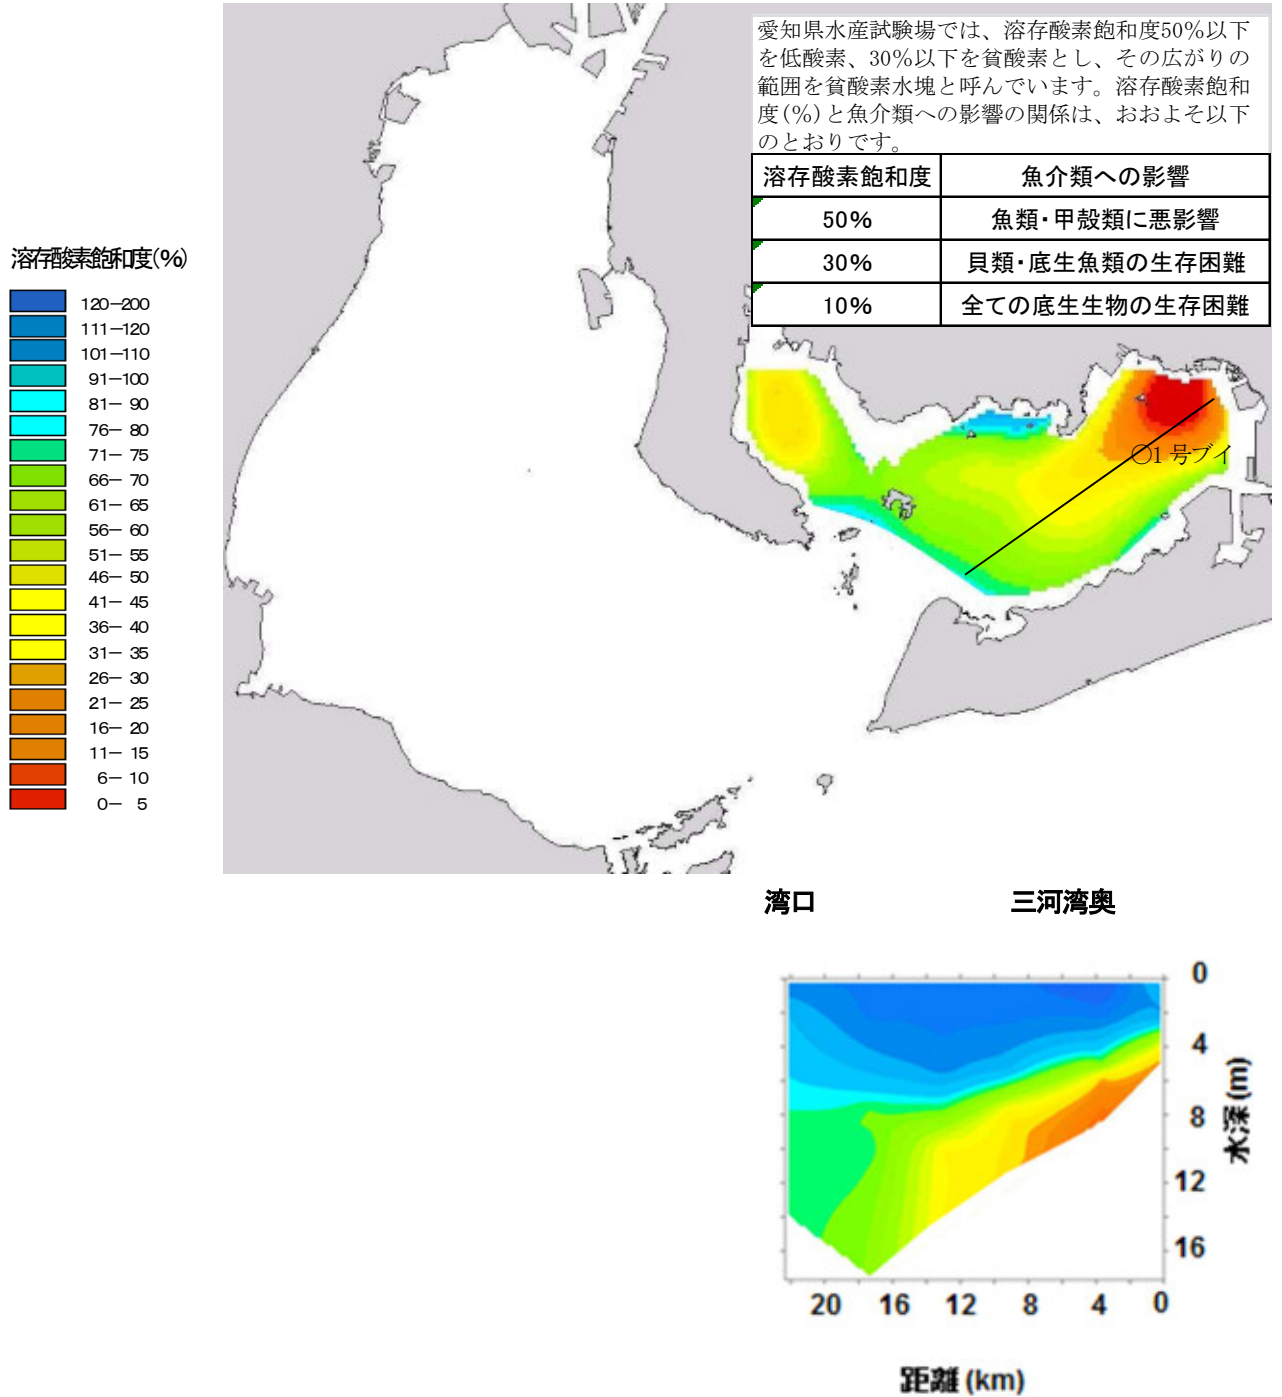 愛知県水産試験場では、溶存酸素飽和度50%以下
を低酸素、30%以下を貧酸素とし、その広がりの
範囲を貧酸素水塊と呼んでいます。溶存酸素飽和
度(%)と魚介類への影響の関係は、おおよそ以下
のとおりです。
溶存酸素飽和度 魚介類への影響
50% 魚類・甲殻類に悪影響
30% 貝類・底生魚類の生存困難
10% 全ての底生生物の生存困難
溶存酸素飽和度(%)
120-200
111-120
101-110
91-100
81- 90
76- 80
71- 75
66- 70
61- 65
56- 60
51- 55
46- 50
41- 45
36- 40
31- 35
26- 30
21- 25
16- 20
11- 15
6- 10
0- 5
○1号ブイ
湾口 三河湾奥
0
4
8
12
16
水深(m)
20 16 12 8 4 0
距離(km)